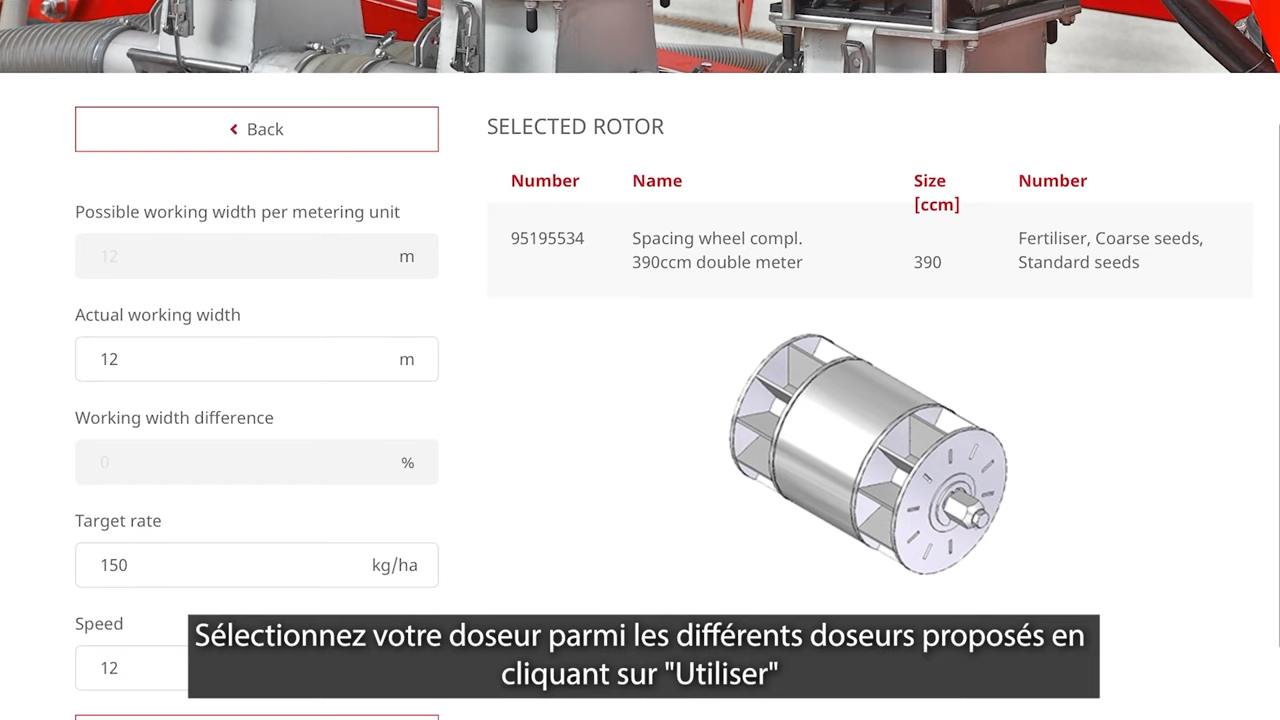 Back
Possible working width per metering unit
12 m
Actual working width
12 m
Working width difference
0 %
Target rate
150 kg/ha
Speed
12
SELECTED ROTOR
Number Name Size [ccm] Number
95195534 Spacing wheel compl. 390ccm double meter 390 Fertiliser, Coarse seeds, Standard seeds
Sélectionnez votre doseur parmi les différents doseurs proposés en
cliquant sur "Utiliser"